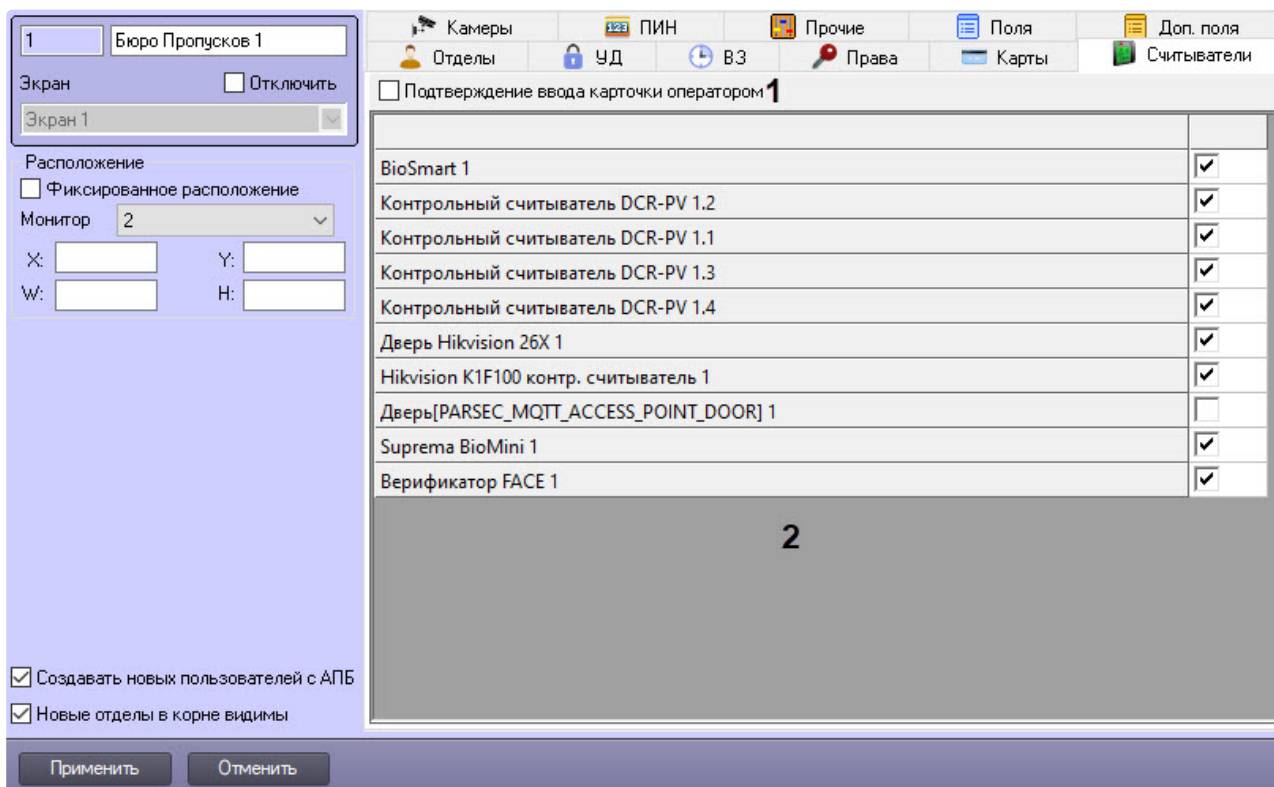 1 Бюро Пропусков 1
Экран Отключить
Экран 1
Расположение
Фиксированное расположение
Монитор 2
X: Y:
W: H:
Создавать новых пользователей с АПБ
Новые отделы в корне видимы
Камеры ПИН Прочие Поля Доп. поля
Отделы УД ВЗ Права Карты Считыватели
Подтверждение ввода карточки оператором 1
BioSmart 1
Контрольный считыватель DCR-PV 1.2
Контрольный считыватель DCR-PV 1.1
Контрольный считыватель DCR-PV 1.3
Контрольный считыватель DCR-PV 1.4
Дверь Hikvision 26X 1
Hikvision K1F100 контр. считыватель 1
Дверь[PARSEC_MQTT_ACCESS_POINT_DOOR] 1
Suprema BioMini 1
Верификатор FACE 1
2
Применить Отменить